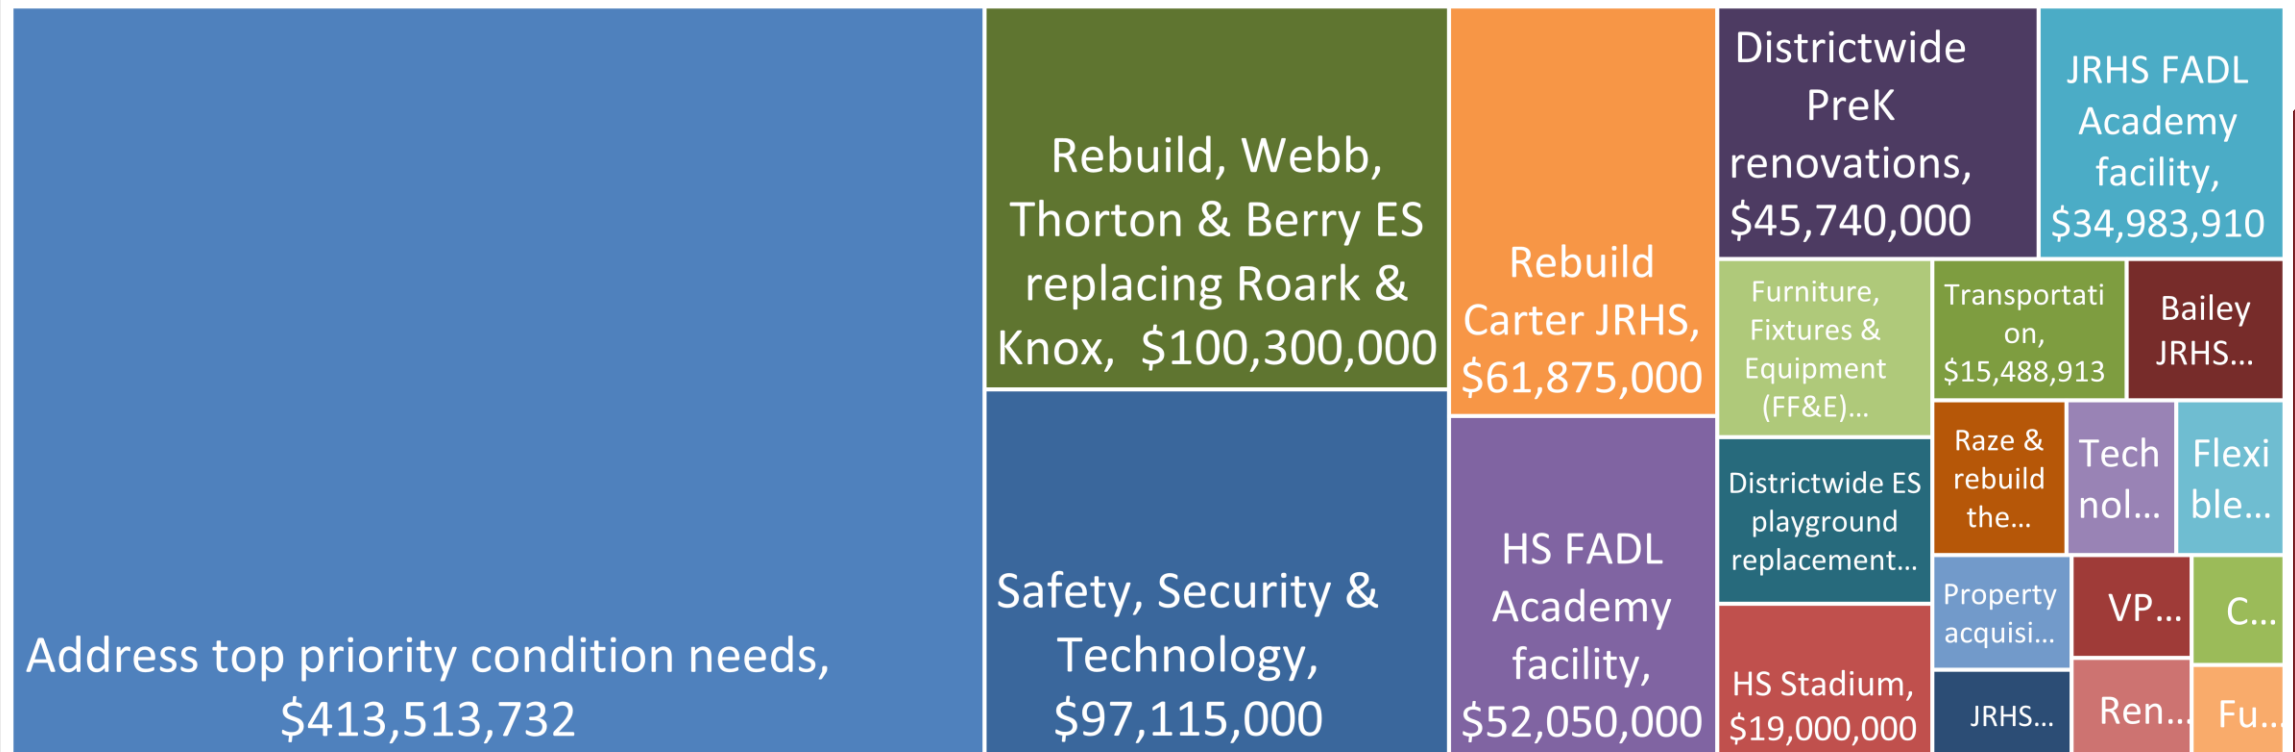 Address top priority condition needs,
$413,513,732
Rebuild, Webb,
Thorton & Berry ES
replacing Roark &
Knox,  $100,300,000
Safety, Security &
Technology,
$97,115,000
Rebuild
Carter JRHS,
$61,875,000
HS FADL
Academy
facility,
$52,050,000
Districtwide
PreK
renovations,
$45,740,000
JRHS FADL
Academy
facility,
$34,983,910
Furniture,
Fixtures &
Equipment
(FF&E)...
Districtwide ES
playground
replacement...
HS Stadium,
$19,000,000
Transportati
on,
$15,488,913
Bailey
JRHS...
Raze &
rebuild
the...
Tech
nol...
Flexi
ble...
Property
acquisi...
JRHS...
VP...
Ren...
C...
Fu...